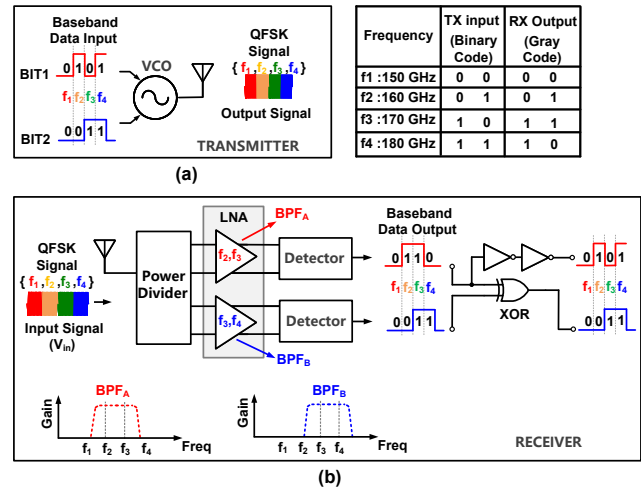 Baseband
Data Input
BIT1
0 1 0 1
f1 f2 f3 f4
BIT2
0 0 1 1
VCO
QFSK
Signal
{ f1, f2, f3, f4 }
Output Signal
TRANSMITTER
(a)
Frequency TX input (Binary Code) RX Output (Gray Code)
f1 :150 GHz 0 0 0 0
f2 :160 GHz 0 1 0 1
f3 :170 GHz 1 0 1 1
f4 :180 GHz 1 1 1 0
QFSK
Signal
{ f1, f2, f3, f4 }
Input Signal
(Vin)
Power
Divider
LNA
BPFA
f2, f3
f3, f4
BPFB
Detector
Detector
Baseband
Data Output
0 1 1 0
f1 f2 f3 f4
0 0 1 1
XOR
0 1 0 1
f1 f2 f3 f4
0 0 1 1
BPFA
Gain
f1 f2 f3 f4 Freq
BPFB
Gain
f1 f2 f3 f4 Freq
RECEIVER
(b)